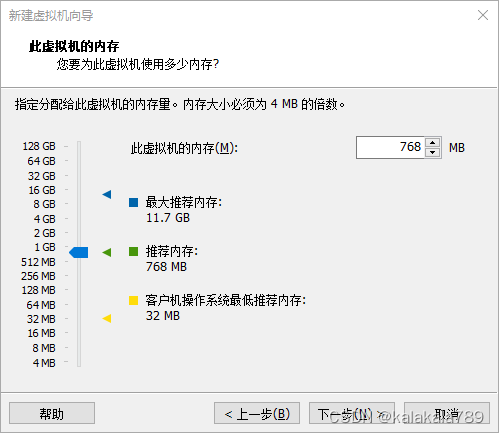 新建虚拟机向导
此虚拟机的内存
您要为此虚拟机使用多少内存?
指定分配给此虚拟机的内存量。内存大小必须为 4 MB 的倍数。
此虚拟机的内存(M): 768 MB
128 GB
64 GB
32 GB
16 GB
8 GB
4 GB
2 GB
1 GB
512 MB
256 MB
128 MB
64 MB
32 MB
16 MB
8 MB
4 MB
最大推荐内存:
11.7 GB
推荐内存:
768 MB
客户机操作系统最低推荐内存:
32 MB
帮助
< 上一步(B)
下一步(N) >
取消
CSDN @kalakala789